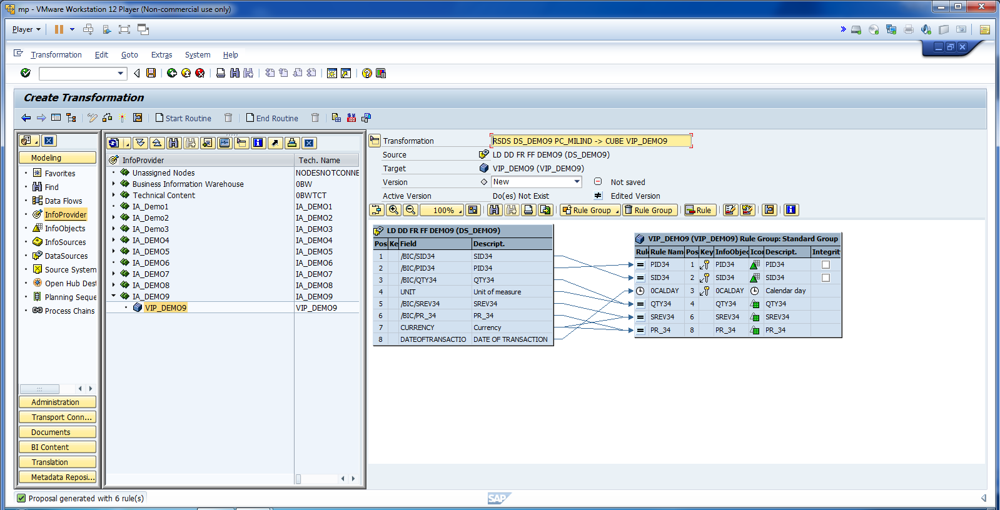 mp - VMware Workstation 12 Player (Non-commercial use only)
Player
Transformation Edit Goto Extras System Help
Create Transformation
Start Routine End Routine
Modeling
Favorites
Find
Data Flows
InfoProvider
InfoObjects
InfoSources
DataSources
Source System
Open Hub Dest
Planning Seque
Process Chains
Administration
Transport Conn...
Documents
BI Content
Translation
Metadata Reposi...
InfoProvider Tech. Name
Unassigned Nodes NODESNOTCONNE
Business Information Warehouse 0BW
Technical Content 0BWTCT
IA_Demo1 IA_DEMO1
IA_Demo2 IA_DEMO2
IA_Demo3 IA_DEMO3
IA_DEMO4 IA_DEMO4
IA_DEMO5 IA_DEMO5
IA_DEMO6 IA_DEMO6
IA_DEMO7 IA_DEMO7
IA_DEMO8 IA_DEMO8
IA_DEMO9 IA_DEMO9
VIP_DEMO9 VIP_DEMO9
Transformation RSDS DS_DEMO9 PC_MILIND -> CUBE VIP_DEMO9
Source LD DD FR FF DEMO9 (DS_DEMO9)
Target VIP_DEMO9 (VIP_DEMO9)
Version New Not saved
Active Version Do(es) Not Exist Edited Version
100% Rule Group Rule Group Rule
LD DD FR FF DEMO9 (DS_DEMO9)
Pos Ke Field Descript.
1 /BIC/SID34 SID34
2 /BIC/PID34 PID34
3 /BIC/QTY34 QTY34
4 UNIT Unit of measure
5 /BIC/SREV34 SREV34
6 /BIC/PR_34 PR_34
7 CURRENCY Currency
8 DATEOFTRANSACTIO DATE OF TRANSACTION
VIP_DEMO9 (VIP_DEMO9) Rule Group: Standard Group
Rule Rule Name Pos Key InfoObjec Icon Descript. Integrit
PID34 1 PID34 PID34
SID34 2 SID34 SID34
0CALDAY 3 0CALDAY Calendar day
QTY34 4 QTY34 QTY34
SREV34 6 SREV34 SREV34
PR_34 8 PR_34 PR_34
Proposal generated with 6 rule(s)
SAP